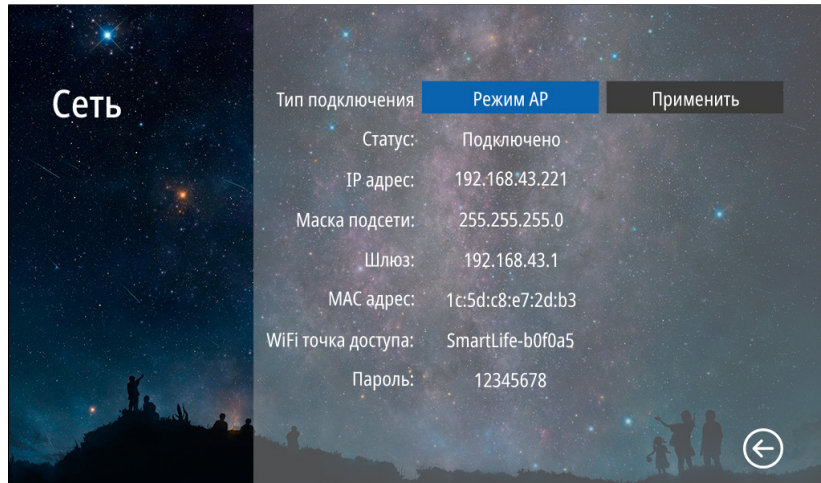 Сеть
Тип подключения Режим AP Применить
Статус: Подключено
IP адрес: 192.168.43.221
Маска подсети: 255.255.255.0
Шлюз: 192.168.43.1
MAC адрес: 1c:5d:c8:e7:2d:b3
WiFi точка доступа: SmartLife-b0f0a5
Пароль: 12345678